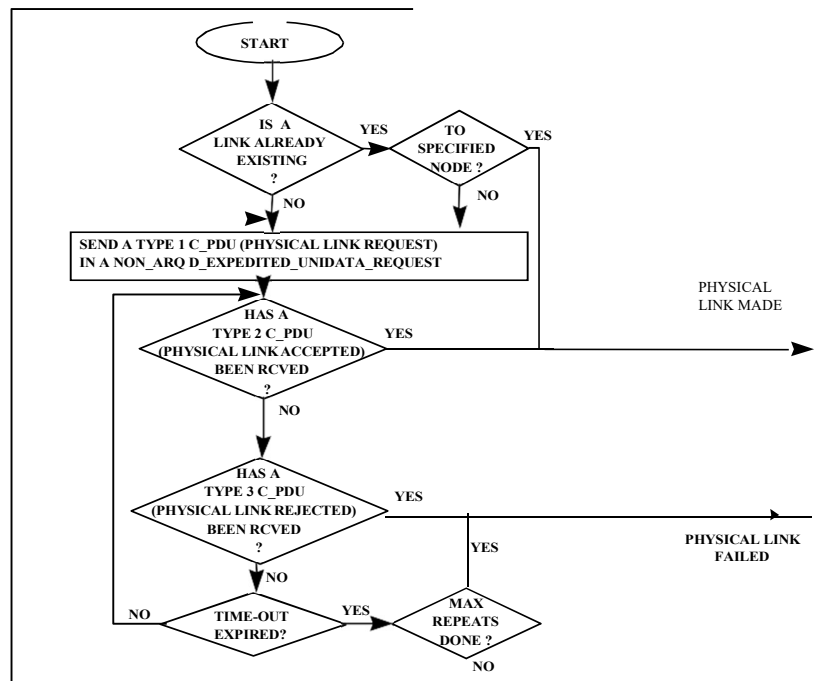 START
IS A
LINK ALREADY
EXISTING
?
YES
TO
SPECIFIED
NODE ?
YES
NO
NO
SEND A TYPE 1 C_PDU (PHYSICAL LINK REQUEST)
IN A NON_ARQ D_EXPEDITED_UNIDATA_REQUEST
PHYSICAL
LINK MADE
HAS A
TYPE 2 C_PDU
(PHYSICAL LINK ACCEPTED)
BEEN RCVED
?
YES
NO
HAS A
TYPE 3 C_PDU
(PHYSICAL LINK REJECTED)
BEEN RCVED
?
YES
PHYSICAL LINK
FAILED
YES
NO
NO
TIME-OUT
EXPIRED?
YES
MAX
REPEATS
DONE ?
NO